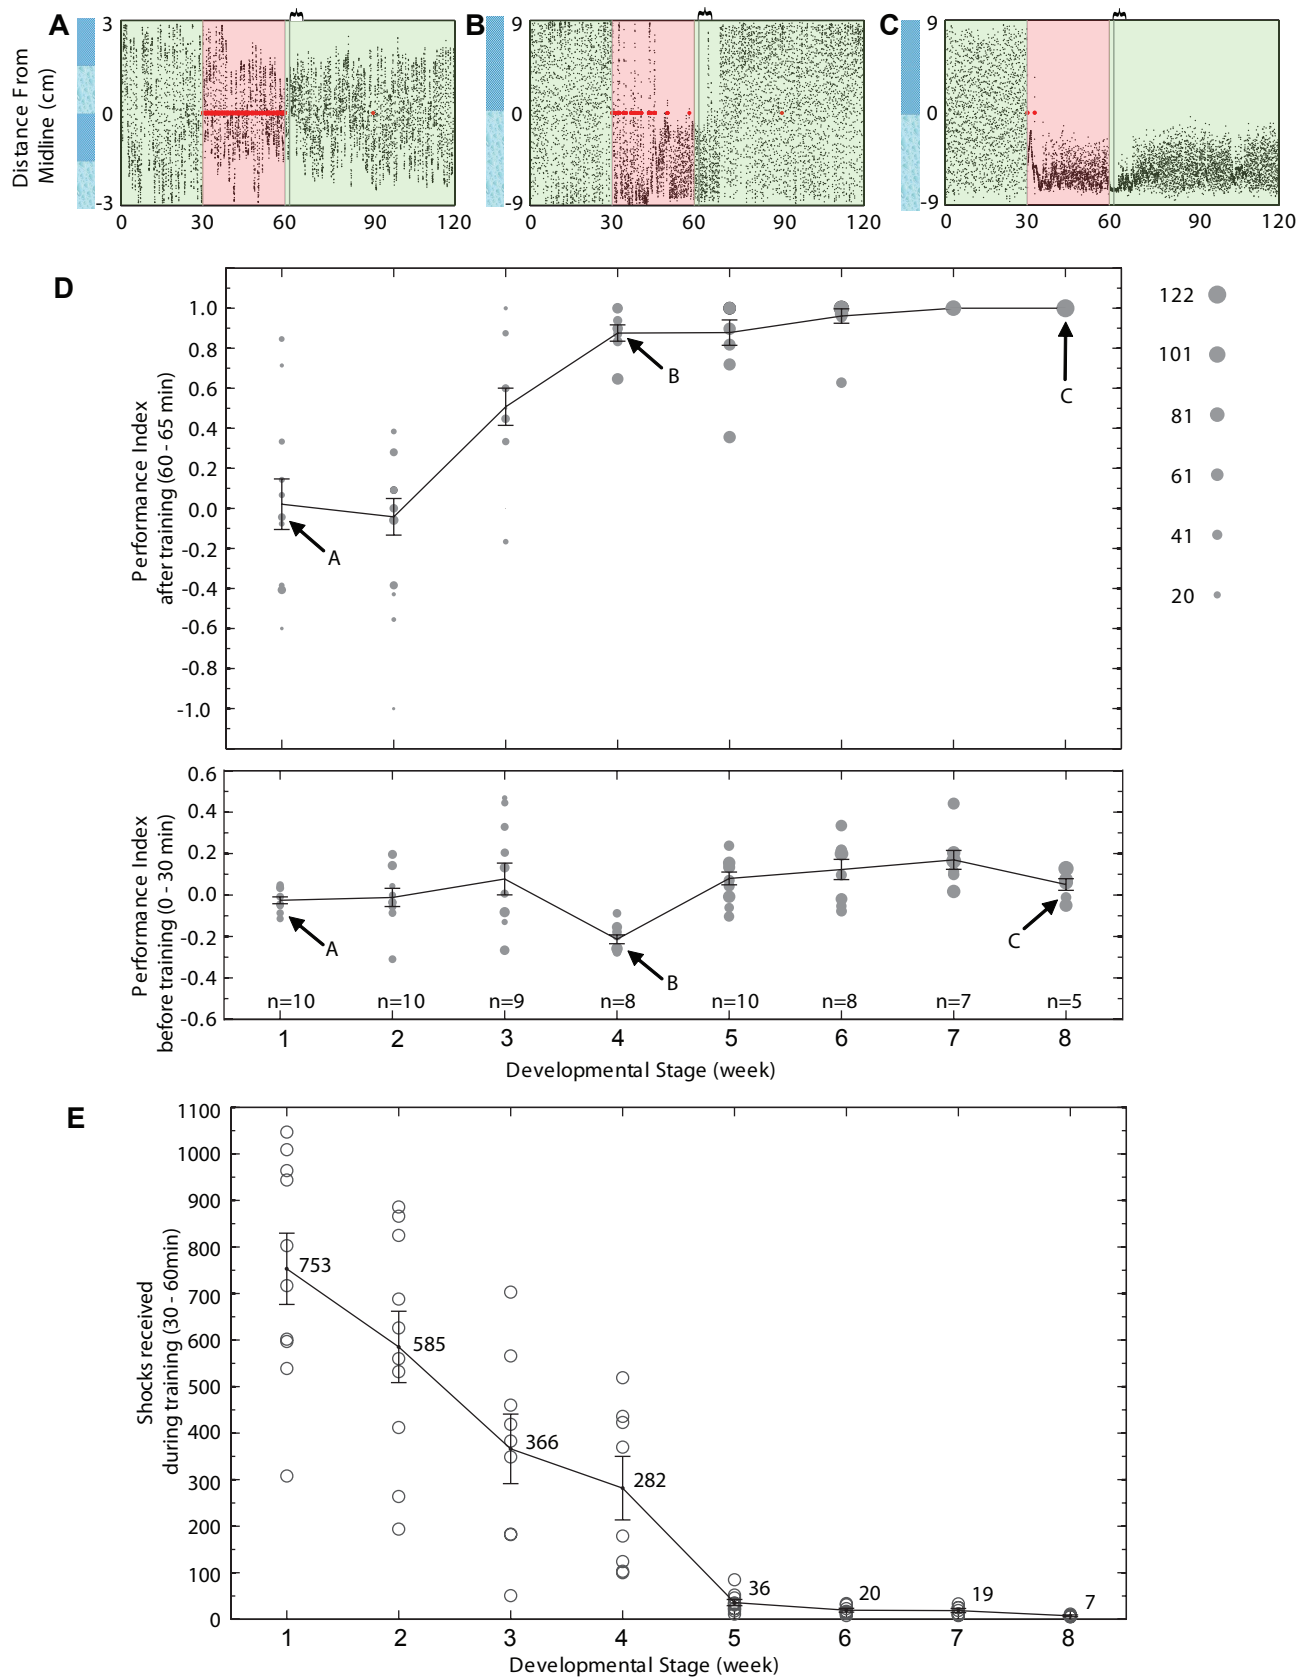 A
B
C
Distance From
Midline (cm)
3
0
-3
9
0
-9
9
0
-9
0 30 60 90 120
0 30 60 90 120
0 30 60 90 120
D
Performance Index
after training (60 - 65 min)
1.0
0.8
0.6
0.4
0.2
0.0
-0.2
-0.4
-0.6
-0.8
-1.0
A
B
C
122
101
81
61
41
20
Performance Index
before training (0 - 30 min)
0.6
0.4
0.2
0.0
-0.2
-0.4
-0.6
A
B
C
n=10 n=10 n=9 n=8 n=10 n=8 n=7 n=5
1 2 3 4 5 6 7 8
Developmental Stage (week)
E
Shocks received
during training (30 - 60min)
1100
1000
900
800
700
600
500
400
300
200
100
0
753
585
366
282
36
20
19
7
1 2 3 4 5 6 7 8
Developmental Stage (week)